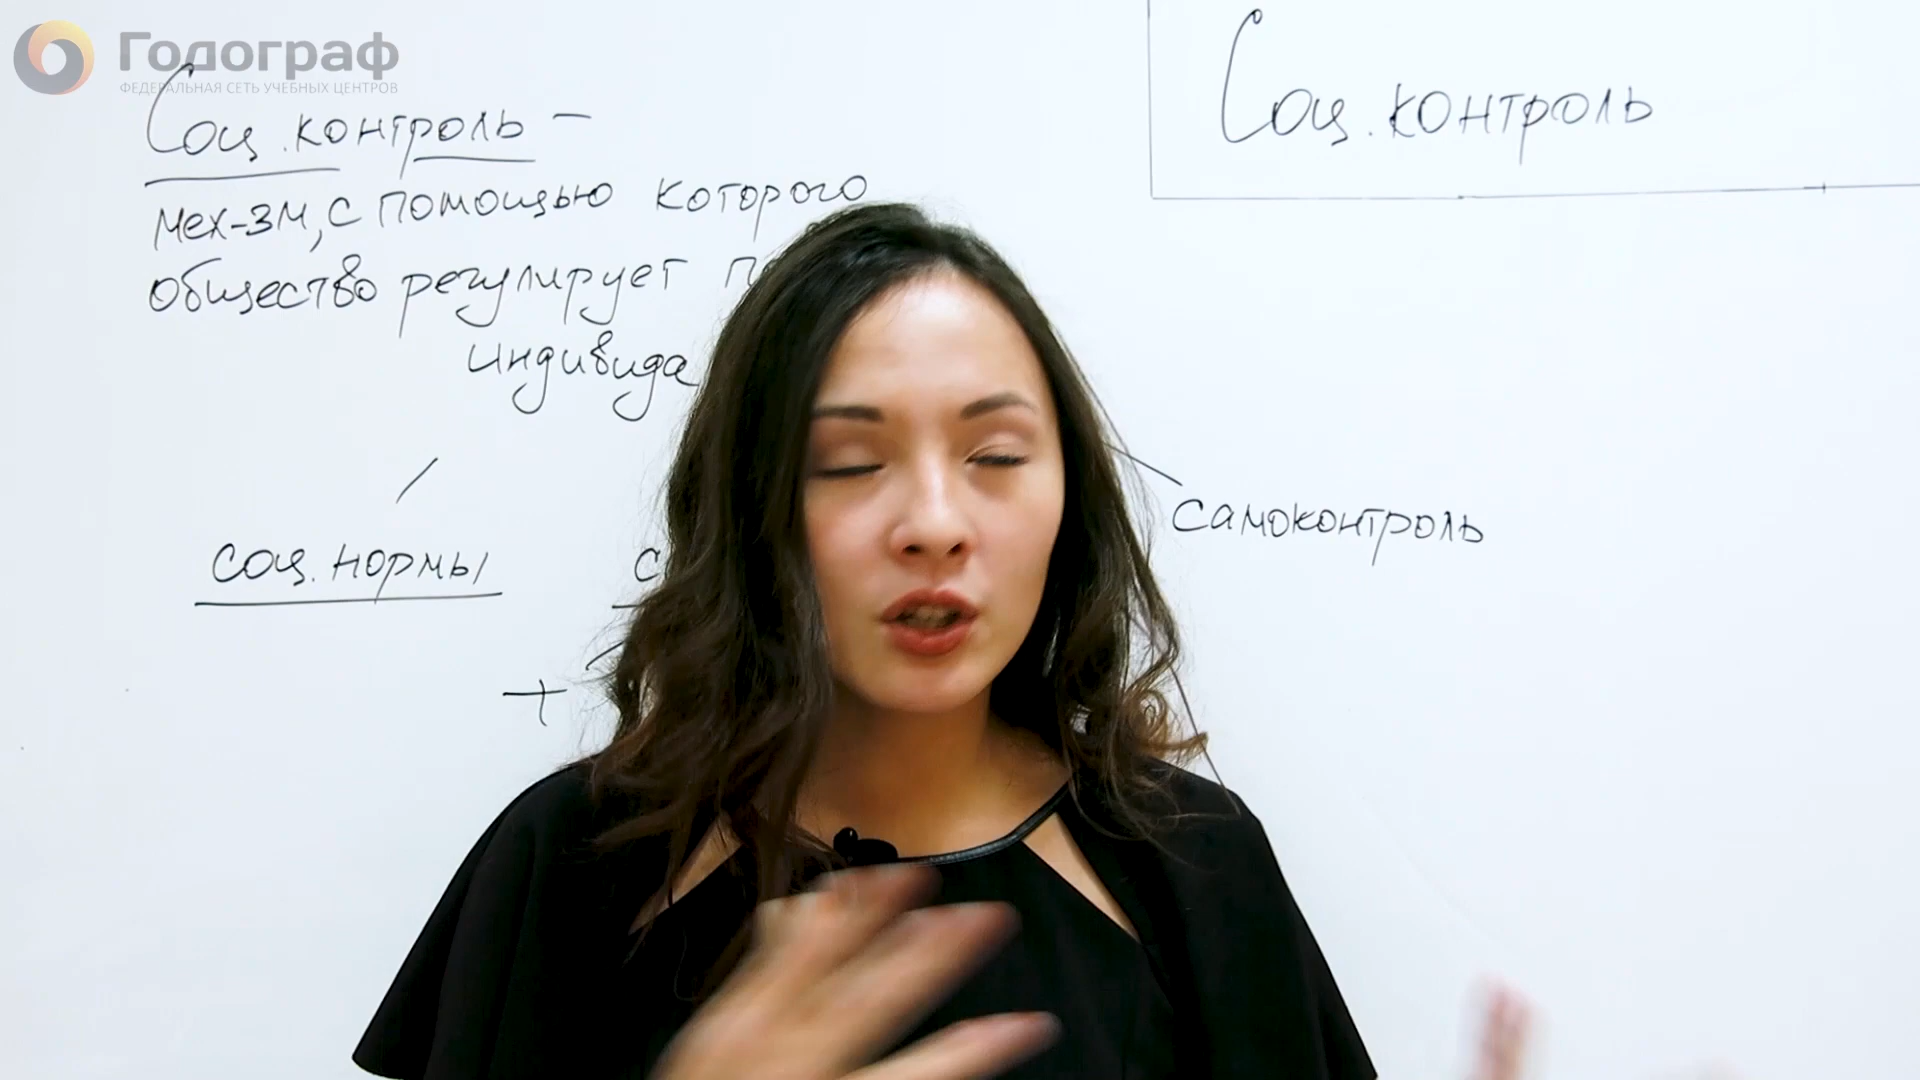 Годограф
ФЕДЕРАЛЬНАЯ СЕТЬ УЧЕБНЫХ ЦЕНТРОВ
Соц. контроль –
мех-зм, с помощью которого
общество регулирует
индивида
соц. нормы
+
Соц. контроль
самоконтроль